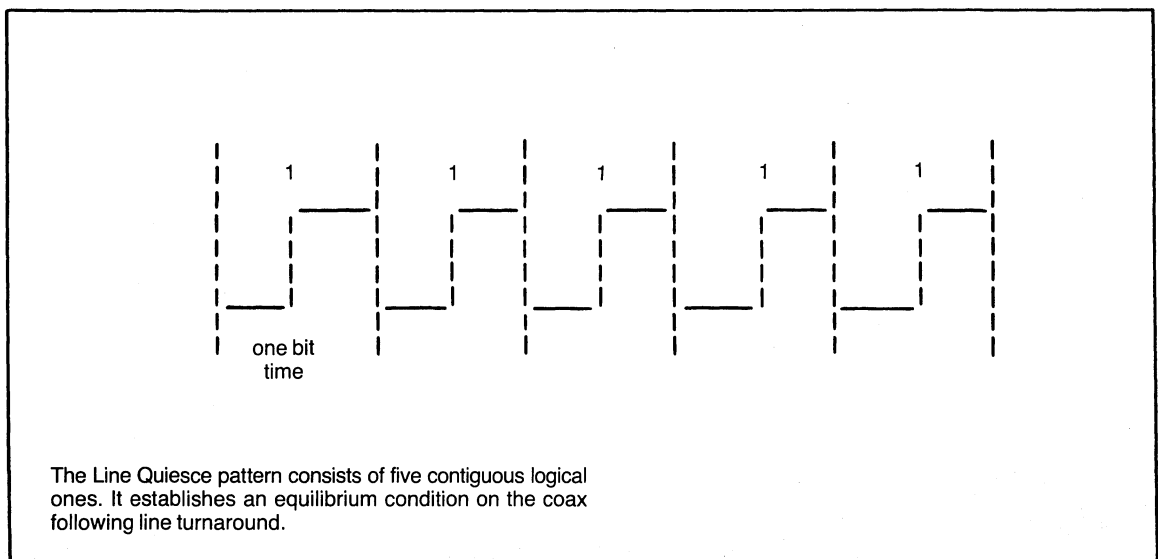 1 1 1 1 1
one bit
time
The Line Quiesce pattern consists of five contiguous logical
ones. It establishes an equilibrium condition on the coax
following line turnaround.